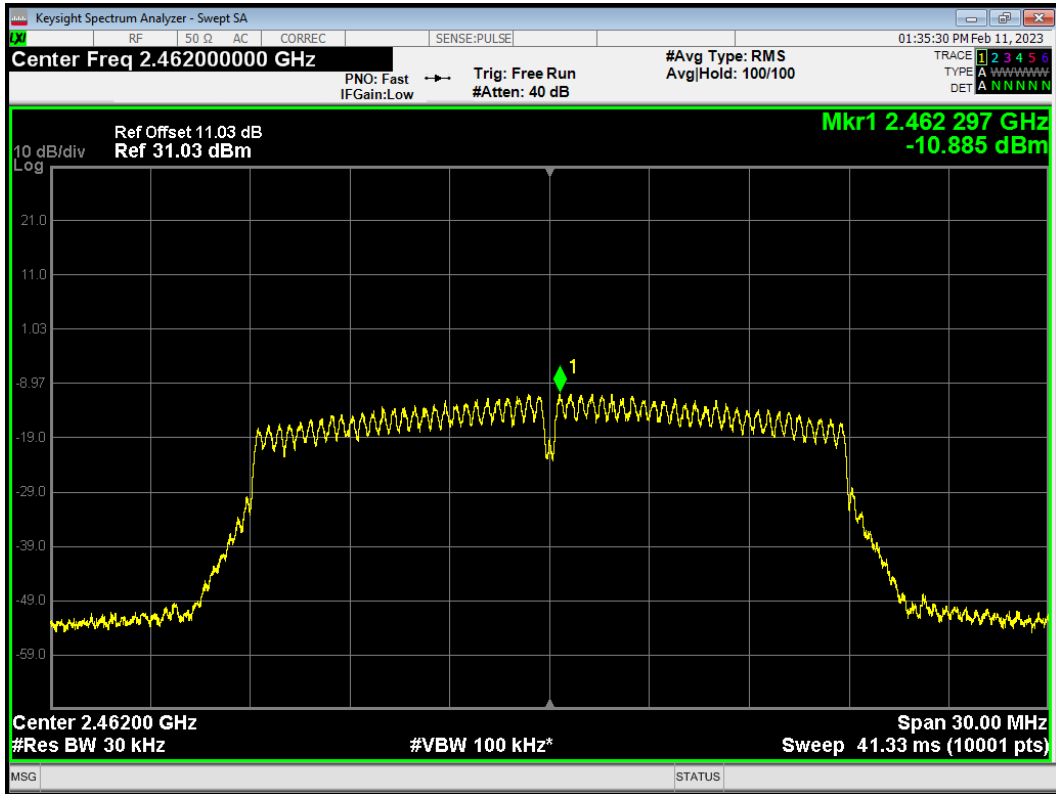 Keysight Spectrum Analyzer - Swept SA
LXI RF 50 Ω AC CORREC SENSE:PULSE 01:35:30 PM Feb 11, 2023
Center Freq 2.462000000 GHz
PNO: Fast
IFGain:Low
Trig: Free Run
#Atten: 40 dB
#Avg Type: RMS
Avg|Hold: 100/100
TRACE 1 2 3 4 5 6
TYPE A WWWWW
DET A N N N N N
Mkr1 2.462 297 GHz
-10.885 dBm
Ref Offset 11.03 dB
10 dB/div Ref 31.03 dBm
Log
1
21.0
11.0
1.03
-8.97
-19.0
-29.0
-39.0
-49.0
-59.0
Center 2.46200 GHz Span 30.00 MHz
#Res BW 30 kHz #VBW 100 kHz* Sweep 41.33 ms (10001 pts)
MSG STATUS